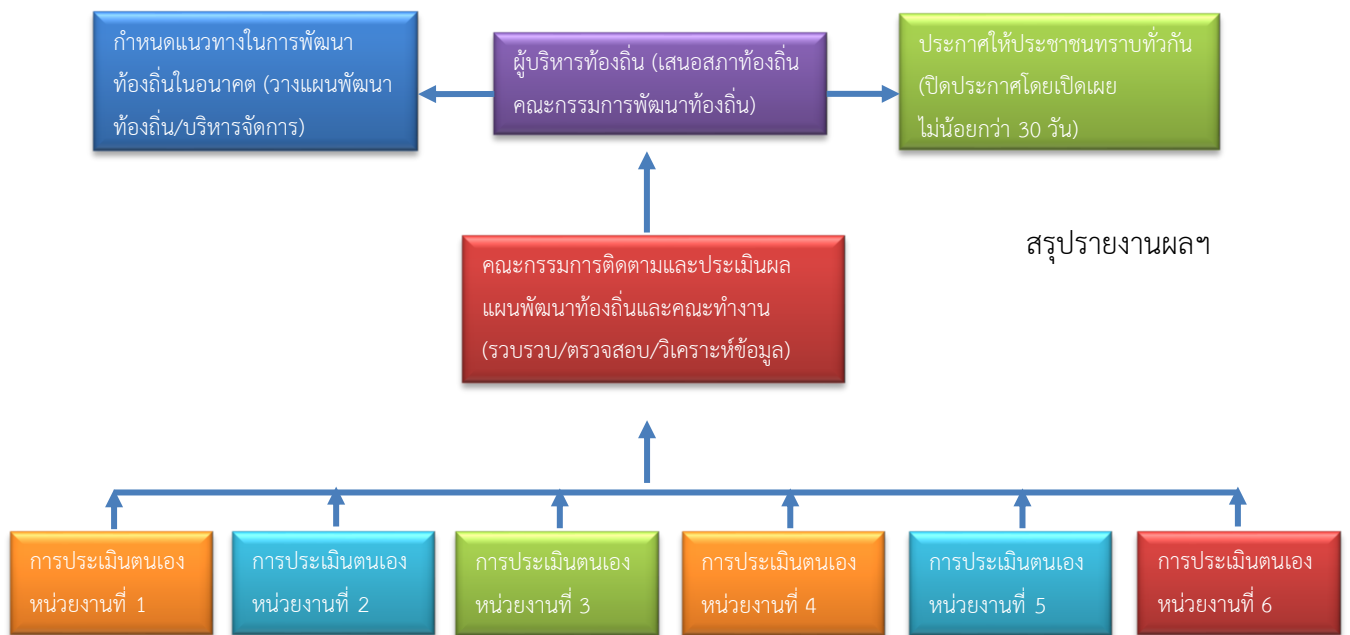 กำหนดแนวทางในการพัฒนา
ท้องถิ่นในอนาคต (วางแผนพัฒนา
ท้องถิ่น/บริหารจัดการ)
ผู้บริหารท้องถิ่น (เสนอสภาท้องถิ่น
คณะกรรมการพัฒนาท้องถิ่น)
ประกาศให้ประชาชนทราบทั่วกัน
(ปิดประกาศโดยเปิดเผย
ไม่น้อยกว่า 30 วัน)
สรุปรายงานผลฯ
คณะกรรมการติดตามและประเมินผล
แผนพัฒนาท้องถิ่นและคณะทำงาน
(รวบรวบ/ตรวจสอบ/วิเคราะห์ข้อมูล)
การประเมินตนเอง
หน่วยงานที่ 1
การประเมินตนเอง
หน่วยงานที่ 2
การประเมินตนเอง
หน่วยงานที่ 3
การประเมินตนเอง
หน่วยงานที่ 4
การประเมินตนเอง
หน่วยงานที่ 5
การประเมินตนเอง
หน่วยงานที่ 6